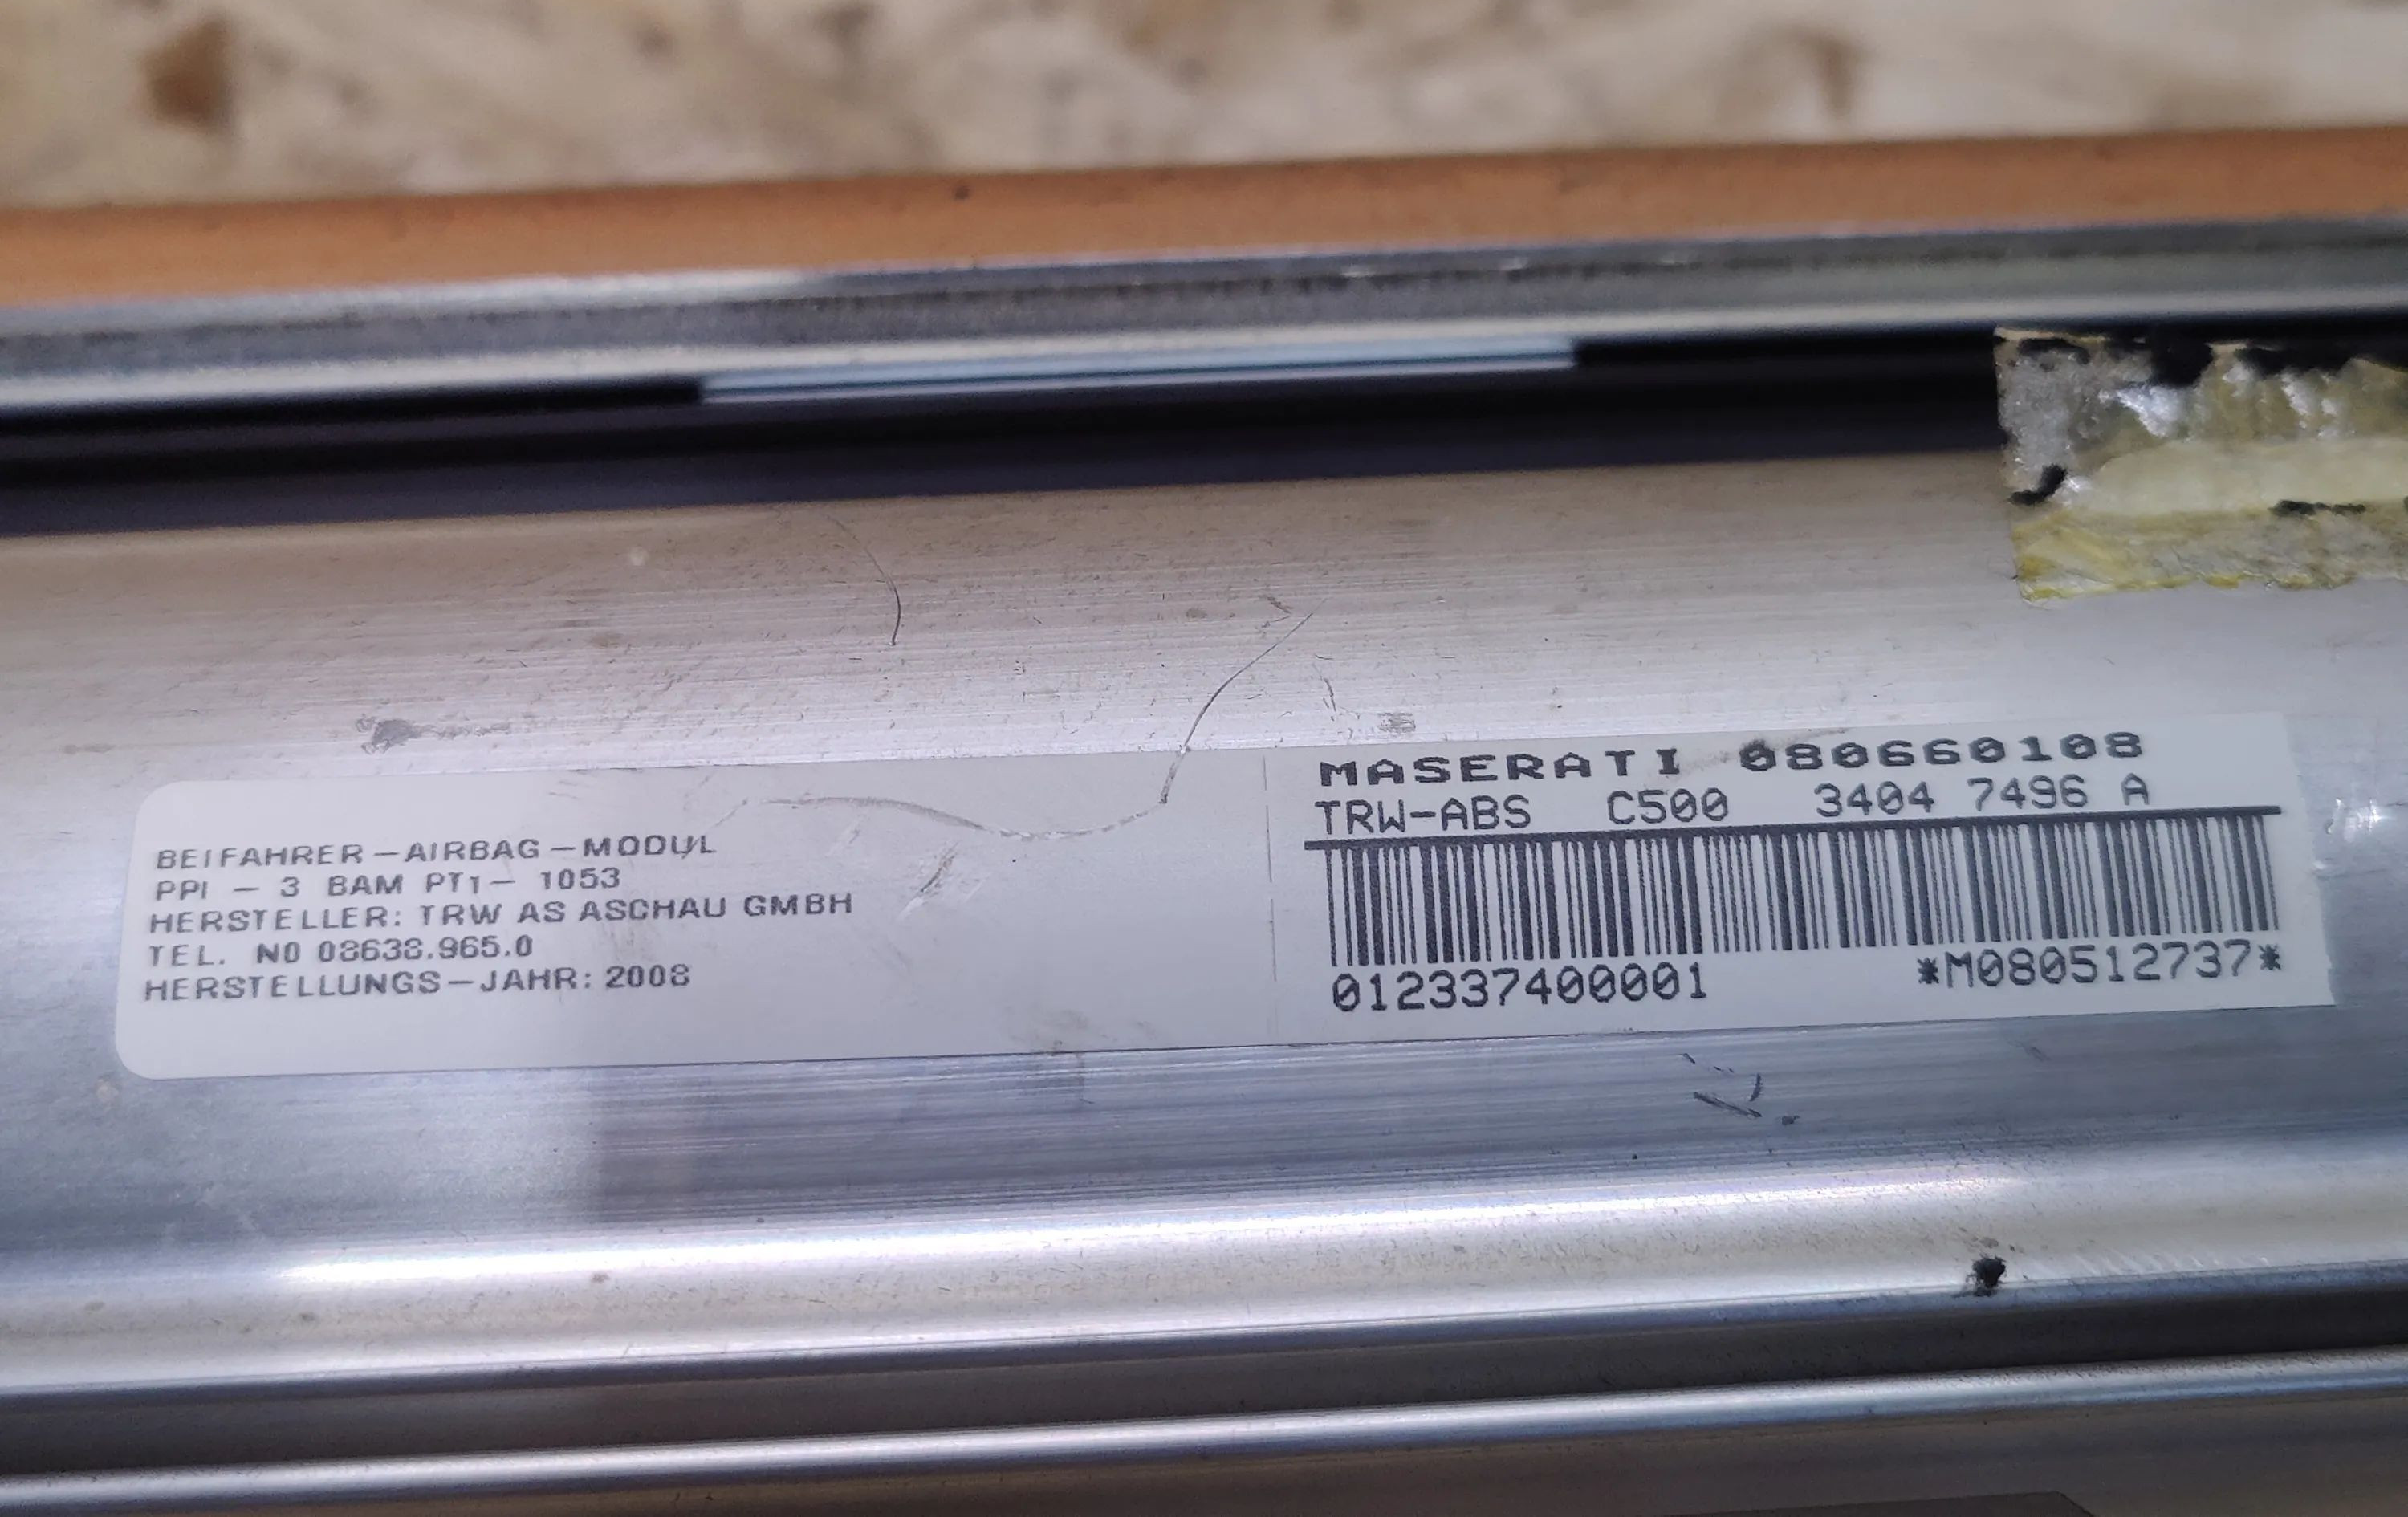 BEIFAHRER-AIRBAG-MODUL
PPI - 3 BAM PT1- 1053
HERSTELLER: TRW AS ASCHAU GMBH
TEL. NO 08638.965.0
HERSTELLUNGS-JAHR: 2008
MASERATI 080660108
TRW-ABS C500 3404 7496 A
012337400001 *M080512737*